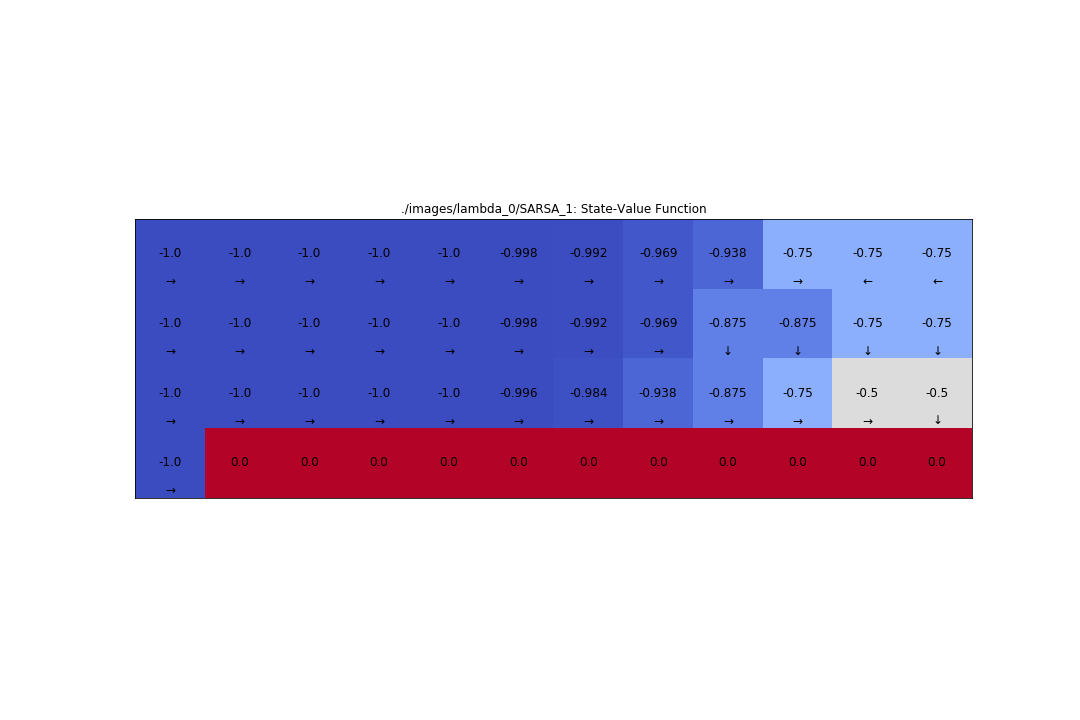 ./images/lambda_0/SARSA_1: State-Value Function
-1.0 -1.0 -1.0 -1.0 -1.0 -0.998 -0.992 -0.969 -0.938 -0.75 -0.75 -0.75
→ → → → → → → → → → ← ←
-1.0 -1.0 -1.0 -1.0 -1.0 -0.998 -0.992 -0.969 -0.875 -0.875 -0.75 -0.75
→ → → → → → → → ↓ ↓ ↓ ↓
-1.0 -1.0 -1.0 -1.0 -1.0 -0.996 -0.984 -0.938 -0.875 -0.75 -0.5 -0.5
→ → → → → → → → → → → ↓
-1.0 0.0 0.0 0.0 0.0 0.0 0.0 0.0 0.0 0.0 0.0 0.0
→